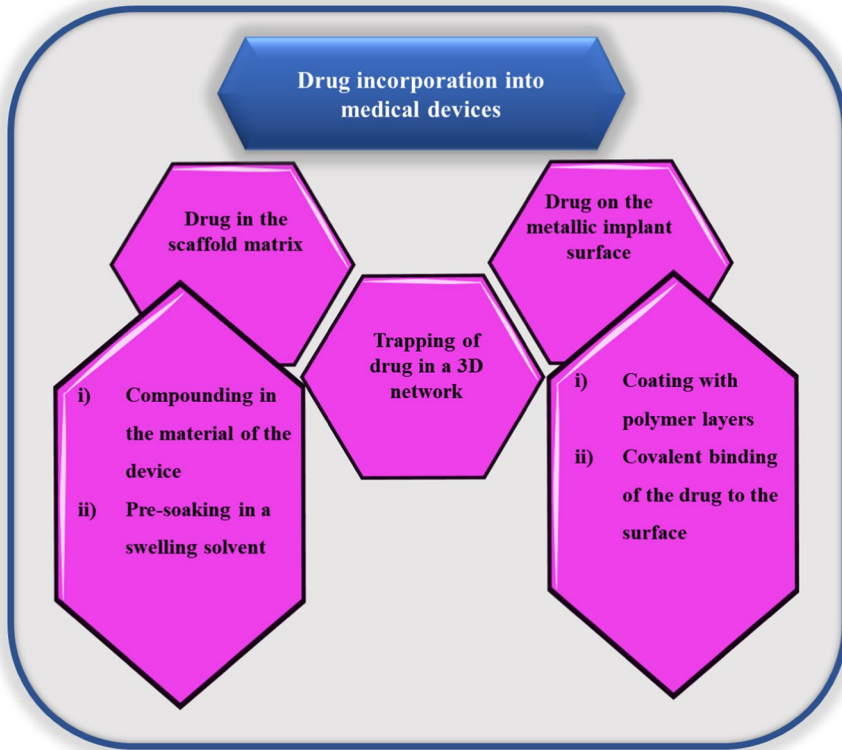 Drug incorporation into
medical devices
Drug in the
scaffold matrix
Drug on the
metallic implant
surface
Trapping of
drug in a 3D
network
i) Compounding in
the material of the
device
ii) Pre-soaking in a
swelling solvent
i) Coating with
polymer layers
ii) Covalent binding
of the drug to the
surface